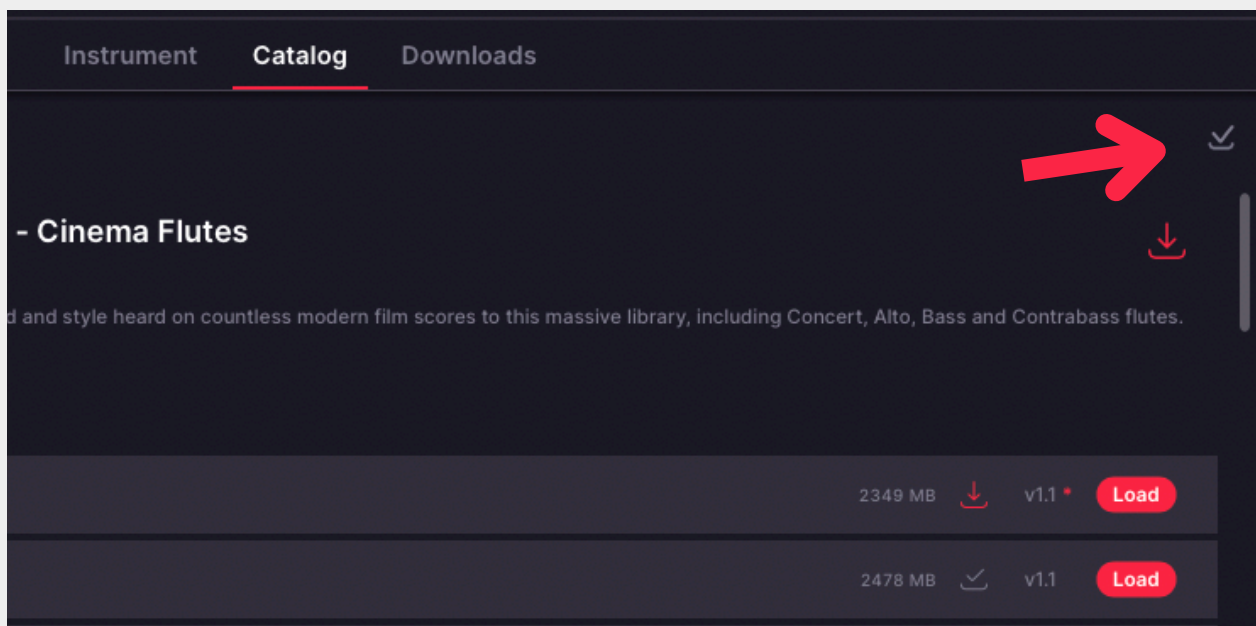 Instrument Catalog Downloads
- Cinema Flutes
and style heard on countless modern film scores to this massive library, including Concert, Alto, Bass and Contrabass flutes.
2349 MB v1.1 * Load
2478 MB v1.1 Load